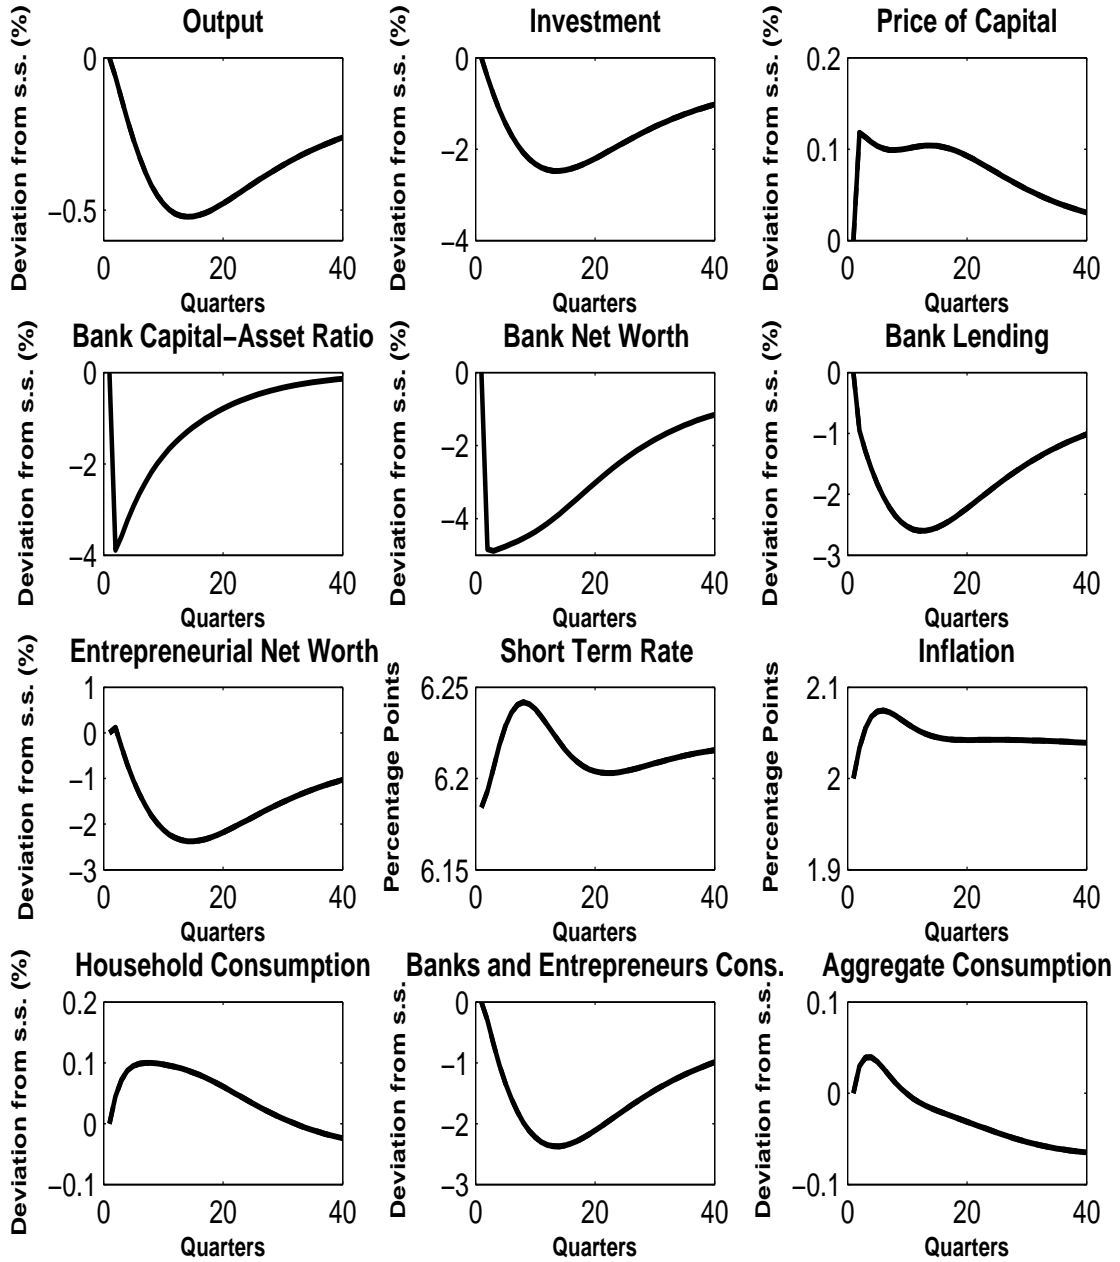 Output
Deviation from s.s. (%)
0
−0.5
0 20 40
Quarters
Investment
Deviation from s.s. (%)
0
−2
−4
0 20 40
Quarters
Price of Capital
Deviation from s.s. (%)
0.2
0.1
0
0 20 40
Quarters
Bank Capital−Asset Ratio
Deviation from s.s. (%)
0
−2
−4
0 20 40
Quarters
Bank Net Worth
Deviation from s.s. (%)
0
−2
−4
0 20 40
Quarters
Bank Lending
Deviation from s.s. (%)
0
−1
−2
−3
0 20 40
Quarters
Entrepreneurial Net Worth
Deviation from s.s. (%)
1
0
−1
−2
−3
0 20 40
Quarters
Short Term Rate
Percentage Points
6.25
6.2
6.15
0 20 40
Quarters
Inflation
Percentage Points
2.1
2
1.9
0 20 40
Quarters
Household Consumption
Deviation from s.s. (%)
0.2
0.1
0
−0.1
0 20 40
Quarters
Banks and Entrepreneurs Cons.
Deviation from s.s.
0
−1
−2
−3
0 20 40
Quarters
Aggregate Consumption
Deviation from s.s.
0.1
0
−0.1
0 20 40
Quarters